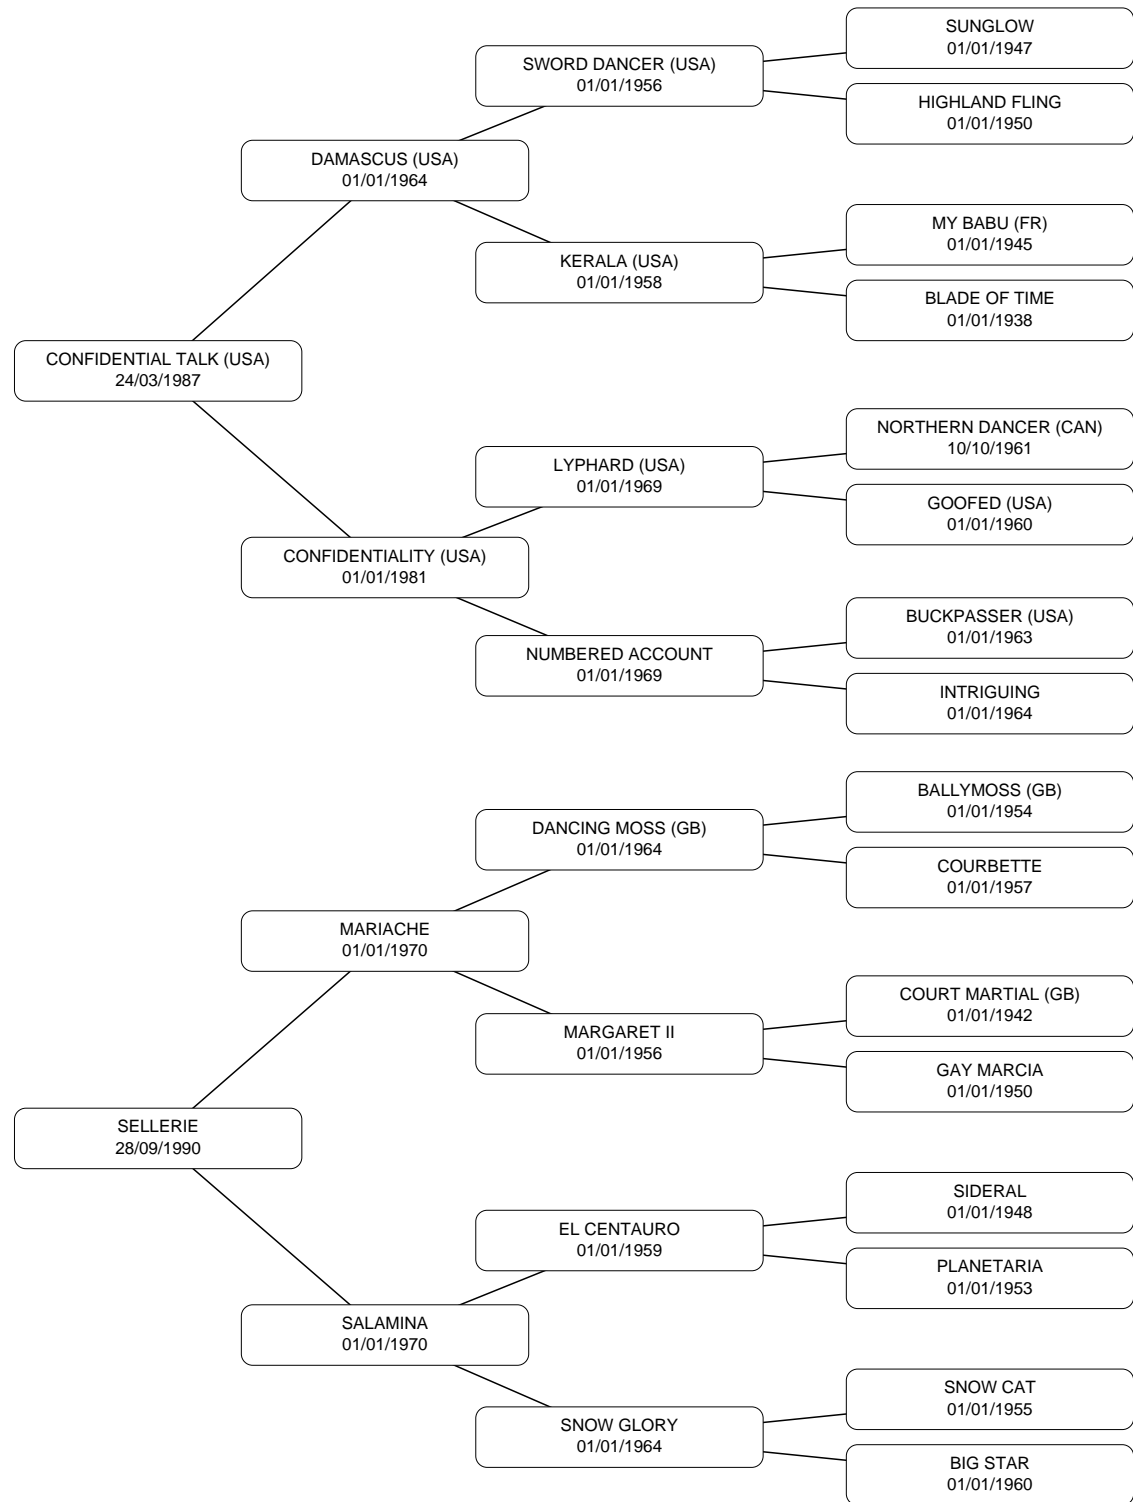 SUNGLOW
01/01/1947
SWORD DANCER (USA)
01/01/1956
HIGHLAND FLING
01/01/1950
DAMASCUS (USA)
01/01/1964
MY BABU (FR)
01/01/1945
KERALA (USA)
01/01/1958
BLADE OF TIME
01/01/1938
CONFIDENTIAL TALK (USA)
24/03/1987
NORTHERN DANCER (CAN)
10/10/1961
LYPHARD (USA)
01/01/1969
GOOFED (USA)
01/01/1960
CONFIDENTIALITY (USA)
01/01/1981
BUCKPASSER (USA)
01/01/1963
NUMBERED ACCOUNT
01/01/1969
INTRIGUING
01/01/1964
BALLYMOSS (GB)
01/01/1954
DANCING MOSS (GB)
01/01/1964
COURBETTE
01/01/1957
MARIACHE
01/01/1970
COURT MARTIAL (GB)
01/01/1942
MARGARET II
01/01/1956
GAY MARCIA
01/01/1950
SELLERIE
28/09/1990
SIDERAL
01/01/1948
EL CENTAURO
01/01/1959
PLANETARIA
01/01/1953
SALAMINA
01/01/1970
SNOW CAT
01/01/1955
SNOW GLORY
01/01/1964
BIG STAR
01/01/1960